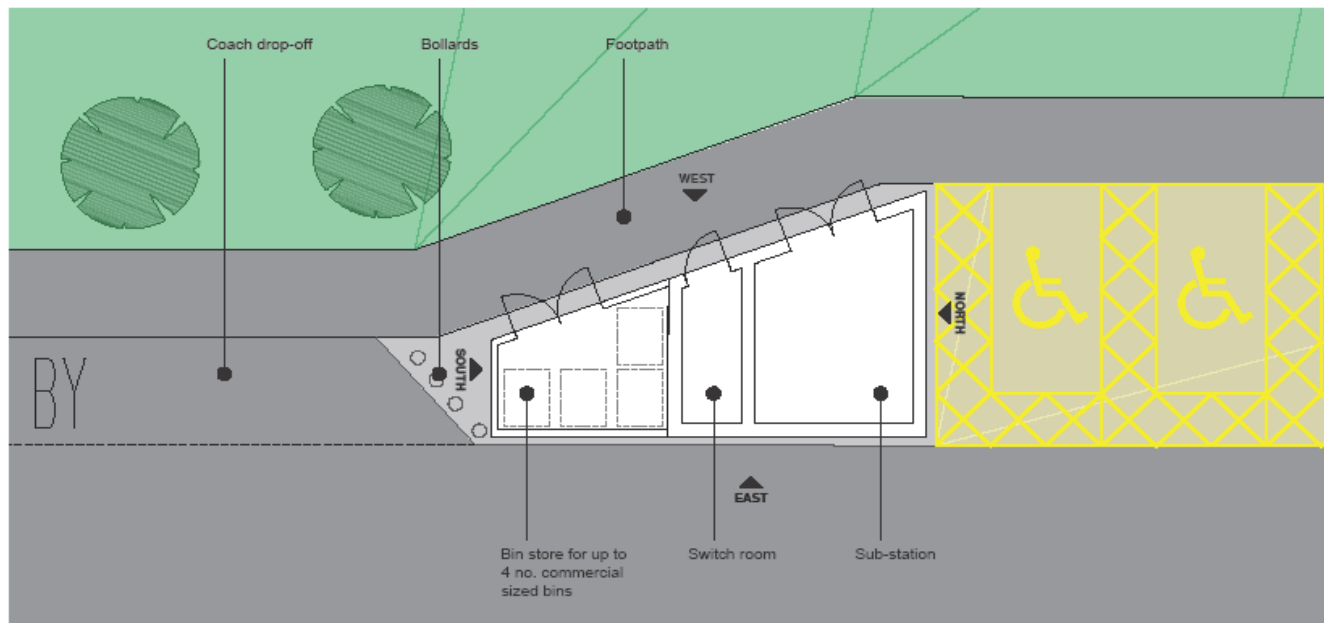 Coach drop-off
Bollards
Footpath
WEST
NORTH
SOUTH
BY
EAST
Bin store for up to
4 no. commercial
sized bins
Switch room
Sub-station